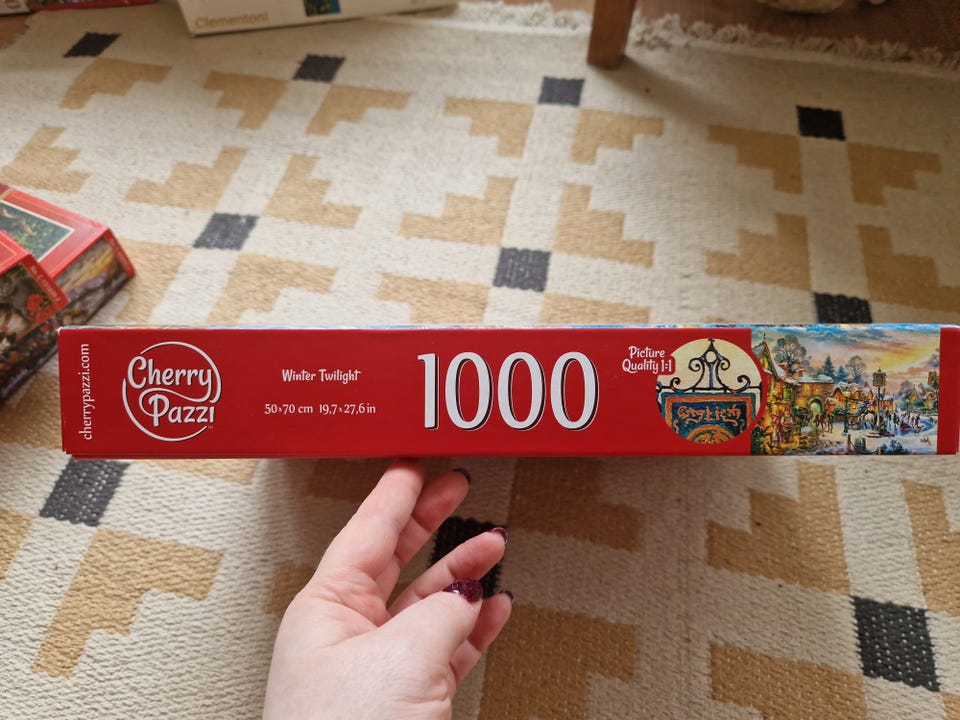 Clementoni
cherrypazzi.com
Cherry
Pazzi
Winter Twilight
50×70 cm 19,7×27,6 in
1000
Picture
Quality 1:1